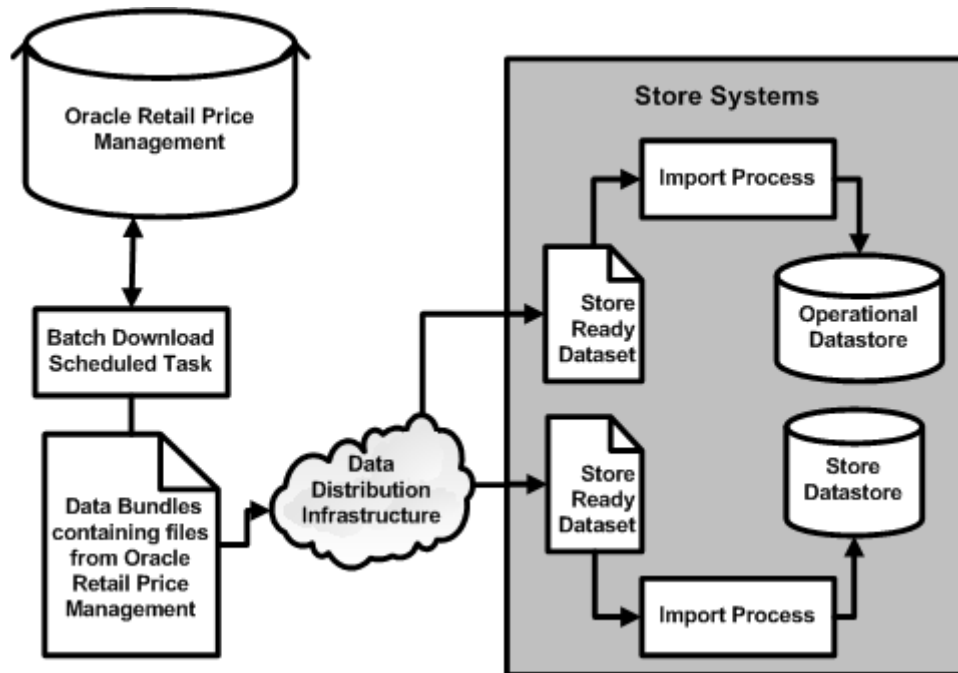 Oracle Retail Price
Management
Batch Download
Scheduled Task
Data Bundles
containing files
from Oracle
Retail Price
Management
Data
Distribution
Infrastructure
Store Systems
Import Process
Store
Ready
Dataset
Operational
Datastore
Store
Ready
Dataset
Store
Datastore
Import Process